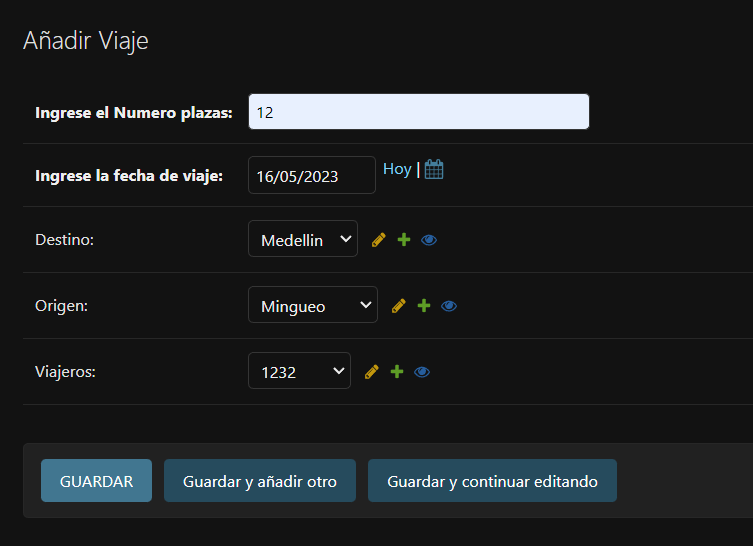 Añadir Viaje
Ingrese el Numero plazas: 12
Ingrese la fecha de viaje: 16/05/2023 Hoy |
Destino: Medellin
Origen: Mingueo
Viajeros: 1232
GUARDAR Guardar y añadir otro Guardar y continuar editando